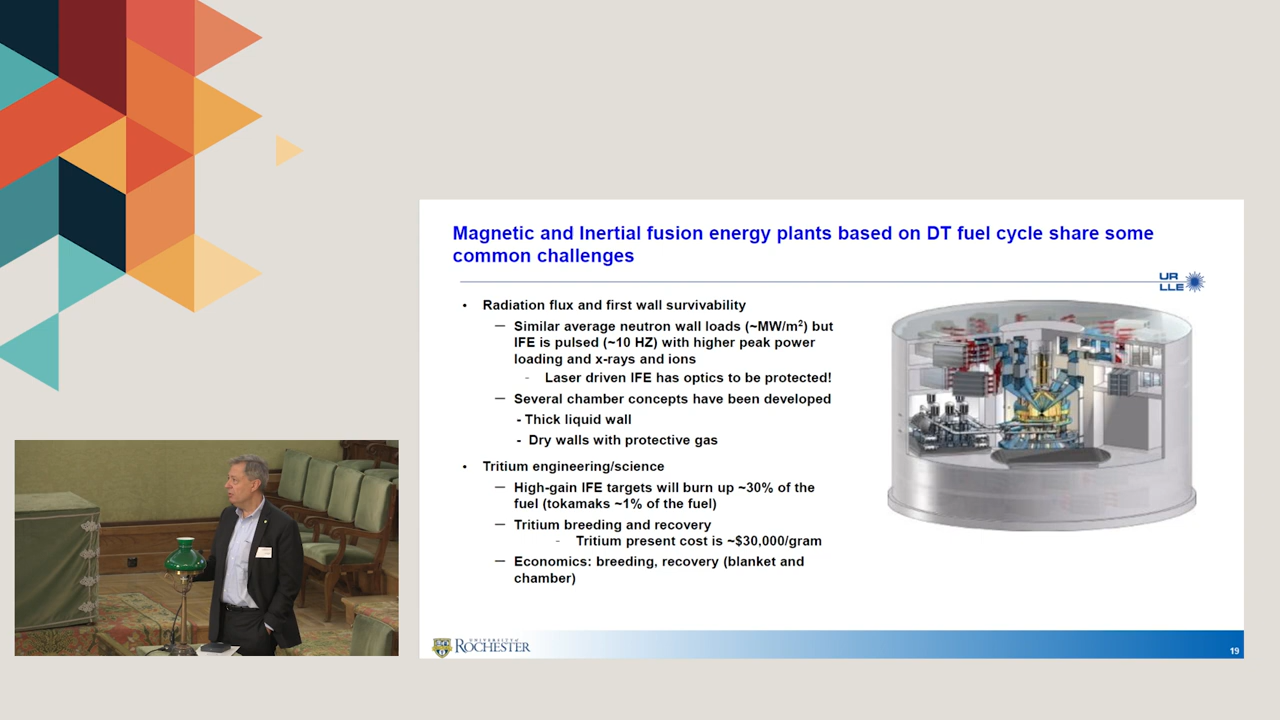 Magnetic and Inertial fusion energy plants based on DT fuel cycle share some
common challenges
UR
LLE
• Radiation flux and first wall survivability
— Similar average neutron wall loads (~MW/m²) but
IFE is pulsed (~10 HZ) with higher peak power
loading and x-rays and ions
- Laser driven IFE has optics to be protected!
— Several chamber concepts have been developed
- Thick liquid wall
- Dry walls with protective gas
• Tritium engineering/science
— High-gain IFE targets will burn up ~30% of the
fuel (tokamaks ~1% of the fuel)
— Tritium breeding and recovery
- Tritium present cost is ~$30,000/gram
— Economics: breeding, recovery (blanket and
chamber)
UNIVERSITY of
ROCHESTER
19